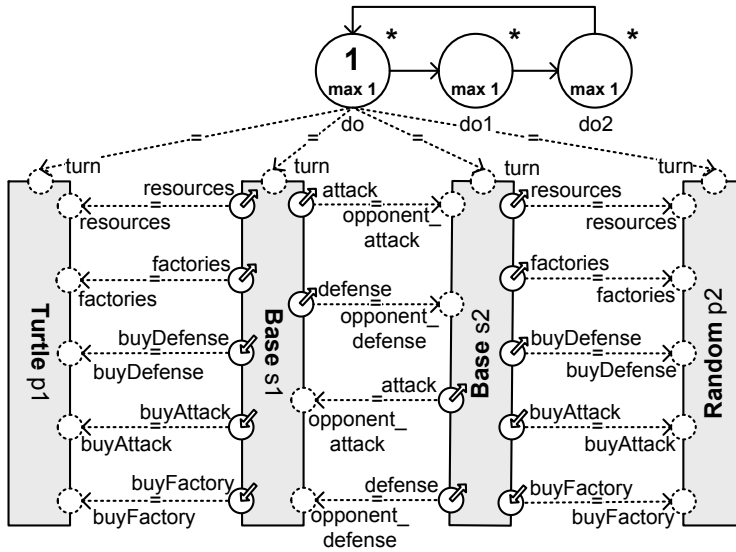 * * *
1
max 1 max 1 max 1
do do1 do2
= = = =
turn turn turn turn
resources attack resources
= = =
resources opponent_
attack resources
factories factories
= =
factories defense factories
=
opponent_
defense
buyDefense buyDefense
= =
buyDefense buyDefense
attack
=
opponent_
attack
buyAttack buyAttack
= =
buyAttack buyAttack
buyFactory defense buyFactory
= = =
buyFactory opponent_
defense buyFactory
Turtle p1
Base s1
Base s2
Random p2